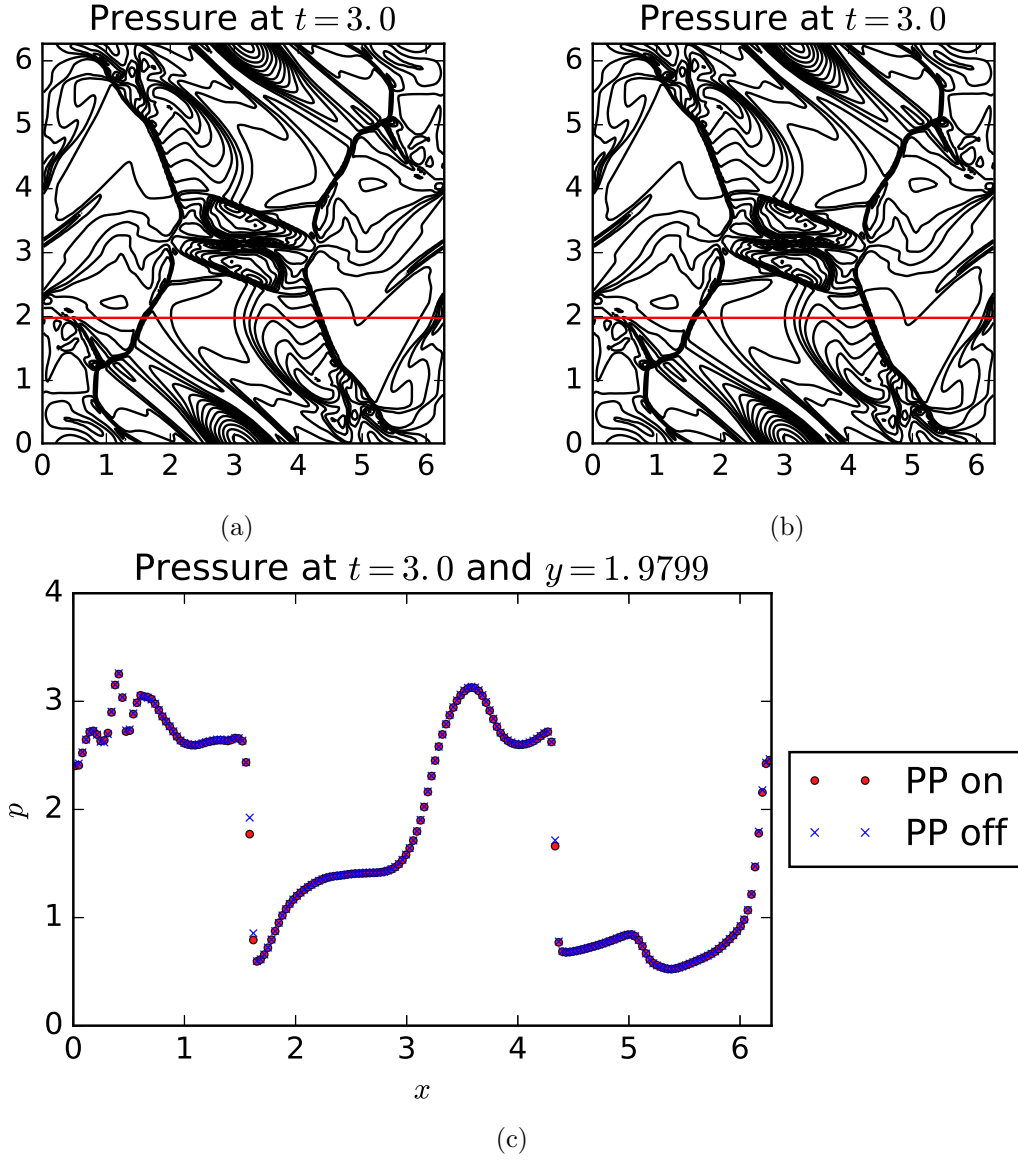 Pressure at t = 3.0
6
5
4
3
2
1
0
0 1 2 3 4 5 6
(a)
Pressure at t = 3.0
6
5
4
3
2
1
0
0 1 2 3 4 5 6
(b)
Pressure at t = 3.0 and y = 1.9799
4
3
2
1
0
p
0 1 2 3 4 5 6
x
PP on
PP off
(c)